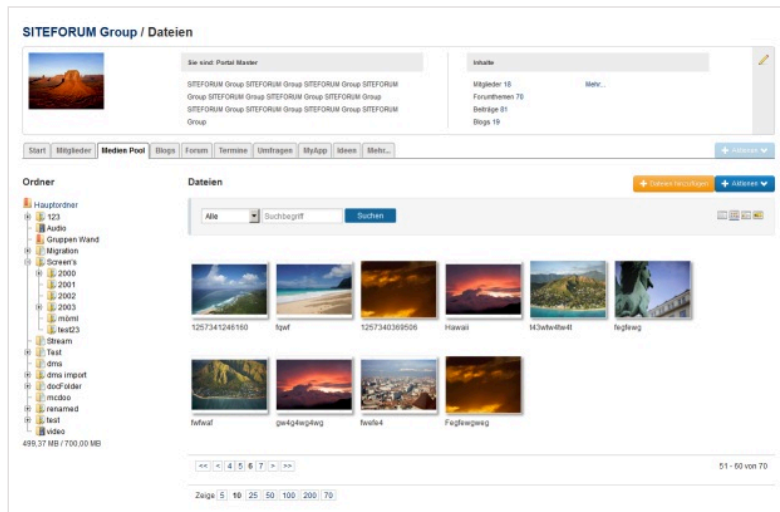 SITEFORUM Group / Dateien
Sie sind: Portal Master
SITEFORUM Group SITEFORUM Group SITEFORUM Group SITEFORUM
Group SITEFORUM Group SITEFORUM Group SITEFORUM Group
SITEFORUM Group SITEFORUM Group SITEFORUM Group SITEFORUM
Group
Inhalte
Mitglieder 18 Mehr...
Forumthemen 70
Beiträge 81
Blogs 19
Start Mitglieder Medien Pool Blogs Forum Termine Umfragen MyApp Ideen Mehr...
Aktionen
Ordner
Hauptordner
123
Audio
Gruppen Wand
Migration
Screen's
2000
2001
2002
2003
möml
test23
Stream
Test
dms
dms import
docFolder
mcdoo
renamed
test
video
499,37 MB / 700,00 MB
Dateien
Dateien hinzufügen Aktionen
Alle Suchbegriff Suchen
1257341246160 fqwf 1257340369506 Hawaii t43wtw4tw4t fegfewg
fwfwaf gw4g4wg4wg fwefe4 Fegfewgweg
<< < 4 5 6 7 > >>
51 - 60 von 70
Zeige 5 10 25 50 100 200 70